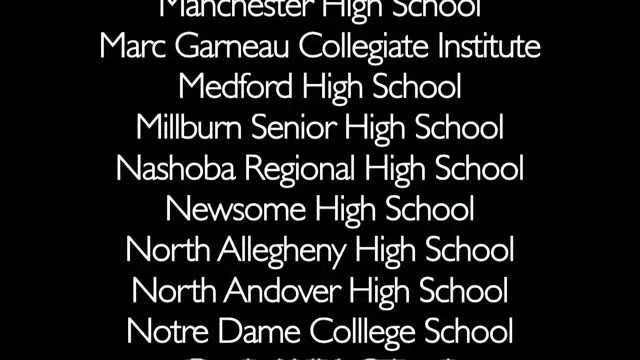 Manchester High School
Marc Garneau Collegiate Institute
Medford High School
Millburn Senior High School
Nashoba Regional High School
Newsome High School
North Allegheny High School
North Andover High School
Notre Dame Colllege School